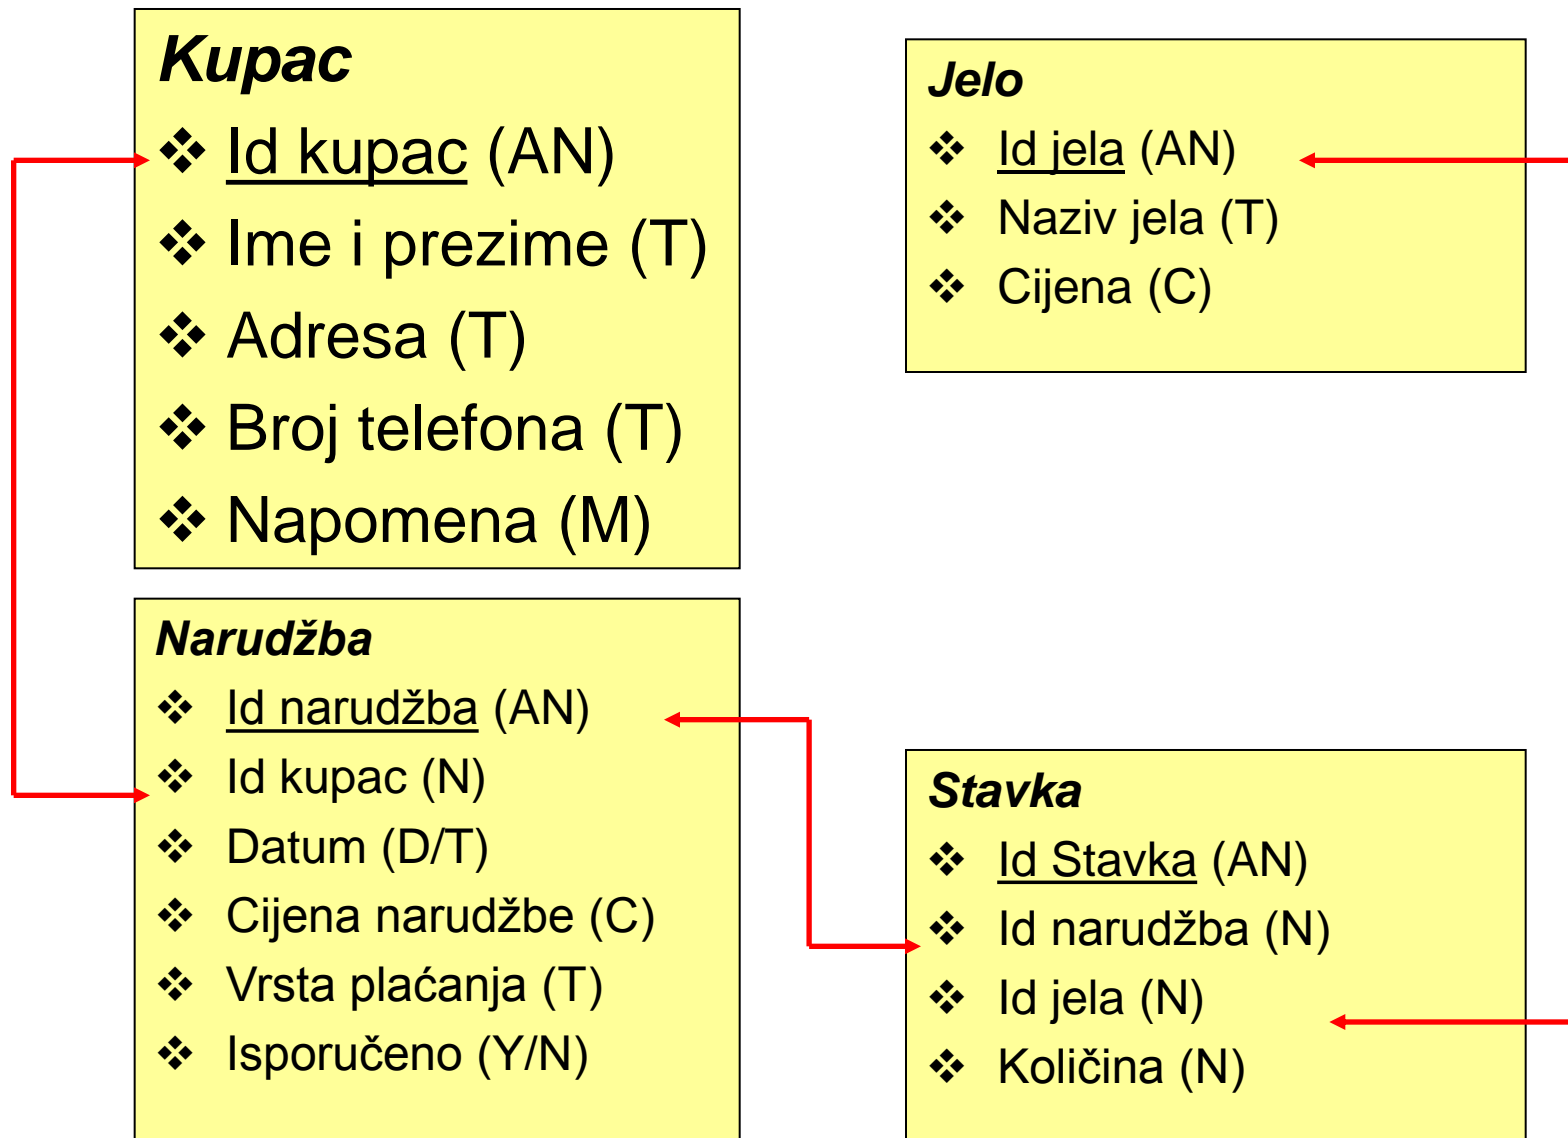 Kupac
❖ Id kupac (AN)
❖ Ime i prezime (T)
❖ Adresa (T)
❖ Broj telefona (T)
❖ Napomena (M)
Jelo
❖ Id jela (AN)
❖ Naziv jela (T)
❖ Cijena (C)
Narudžba
❖ Id narudžba (AN)
❖ Id kupac (N)
❖ Datum (D/T)
❖ Cijena narudžbe (C)
❖ Vrsta plaćanja (T)
❖ Isporučeno (Y/N)
Stavka
❖ Id Stavka (AN)
❖ Id narudžba (N)
❖ Id jela (N)
❖ Količina (N)